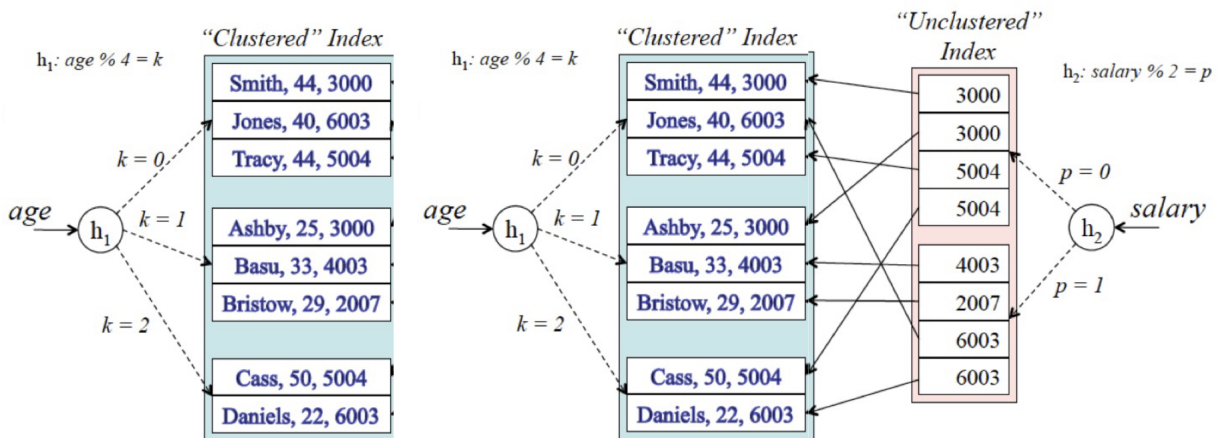 “Clustered” Index
h₁: age % 4 = k
Smith, 44, 3000
Jones, 40, 6003
Tracy, 44, 5004
k = 0
age
h₁
k = 1
Ashby, 25, 3000
Basu, 33, 4003
Bristow, 29, 2007
k = 2
Cass, 50, 5004
Daniels, 22, 6003
“Clustered” Index
h₁: age % 4 = k
Smith, 44, 3000
Jones, 40, 6003
Tracy, 44, 5004
k = 0
age
h₁
k = 1
Ashby, 25, 3000
Basu, 33, 4003
Bristow, 29, 2007
k = 2
Cass, 50, 5004
Daniels, 22, 6003
“Unclustered”
Index
h₂: salary % 2 = p
3000
3000
5004
5004
4003
2007
6003
6003
p = 0
salary
h₂
p = 1